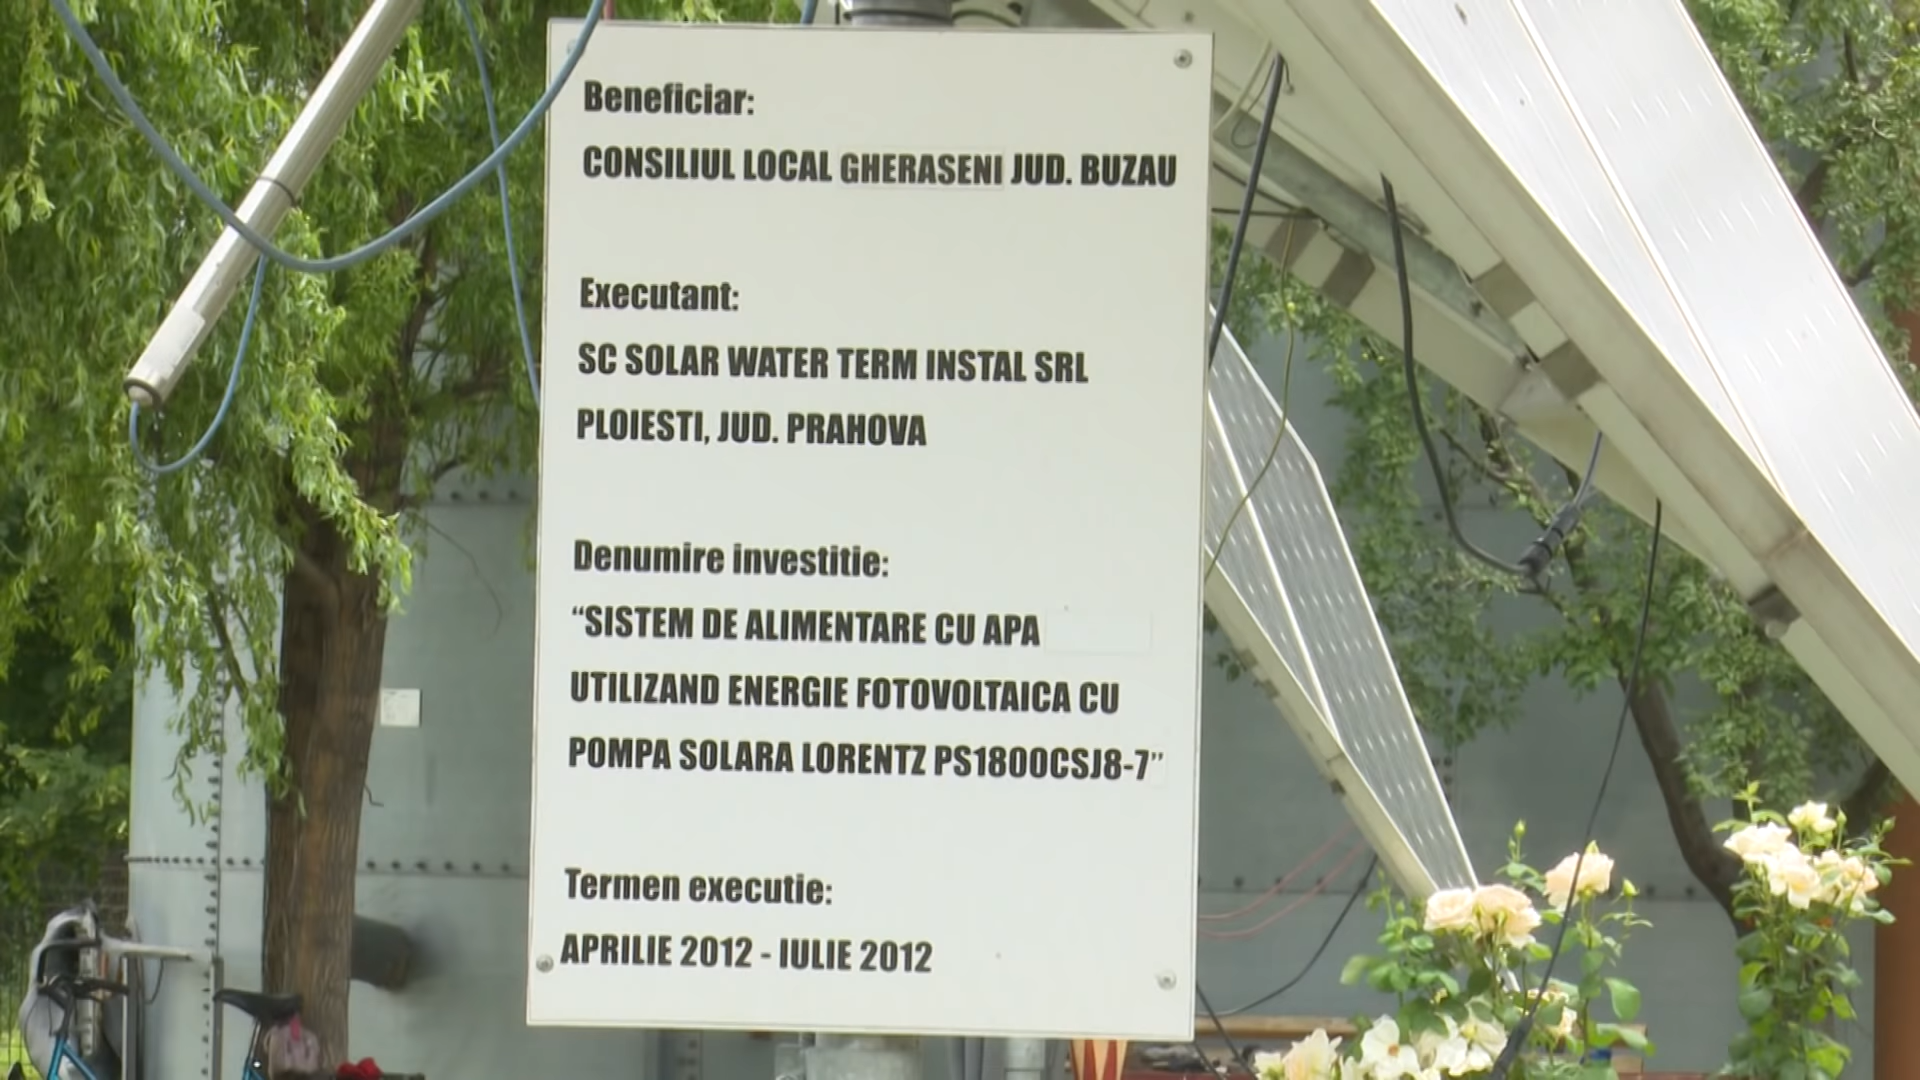 Beneficiar:
CONSILIUL LOCAL GHERASENI JUD. BUZAU
Executant:
SC SOLAR WATER TERM INSTAL SRL
PLOIESTI, JUD. PRAHOVA
Denumire investitie:
“SISTEM DE ALIMENTARE CU APA
UTILIZAND ENERGIE FOTOVOLTAICA CU
POMPA SOLARA LORENTZ PS1800CSJ8-7”
Termen executie:
APRILIE 2012 - IULIE 2012